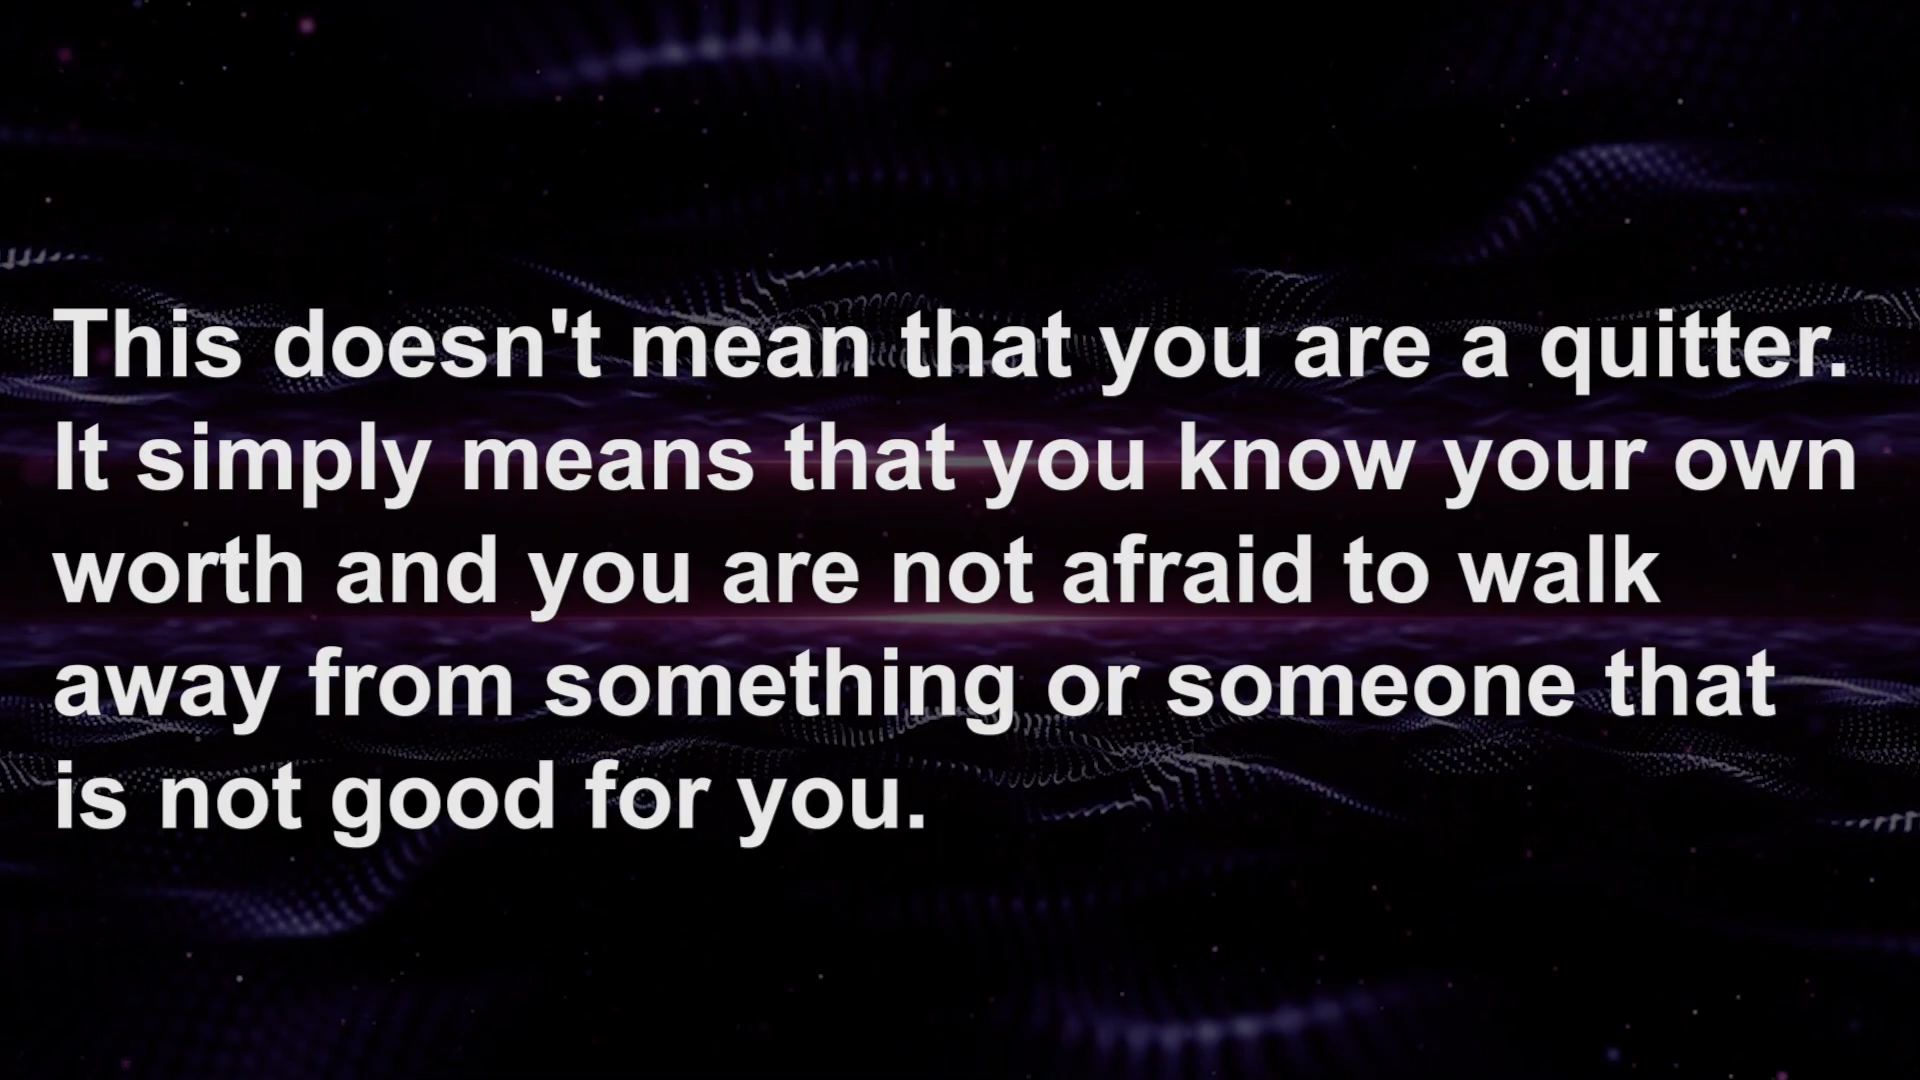 This doesn't mean that you are a quitter.
It simply means that you know your own
worth and you are not afraid to walk
away from something or someone that
is not good for you.